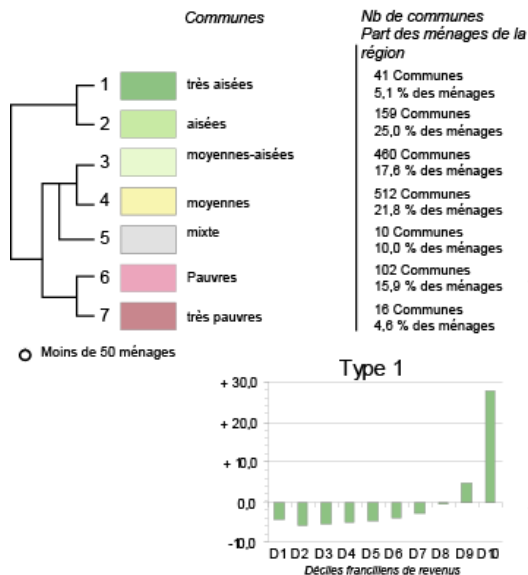 Communes
Nb de communes
Part des ménages de la
région
1 très aisées
41 Communes
5,1 % des ménages
2 aisées
159 Communes
25,0 % des ménages
3 moyennes-aisées
460 Communes
17,6 % des ménages
4 moyennes
512 Communes
21,8 % des ménages
5 mixte
10 Communes
10,0 % des ménages
6 Pauvres
102 Communes
15,9 % des ménages
7 très pauvres
16 Communes
4,6 % des ménages
Moins de 50 ménages
Type 1
+ 30,0
+ 20,0
+ 10,0
0,0
-10,0
D1 D2 D3 D4 D5 D6 D7 D8 D9 D10
Déciles franciliens de revenus